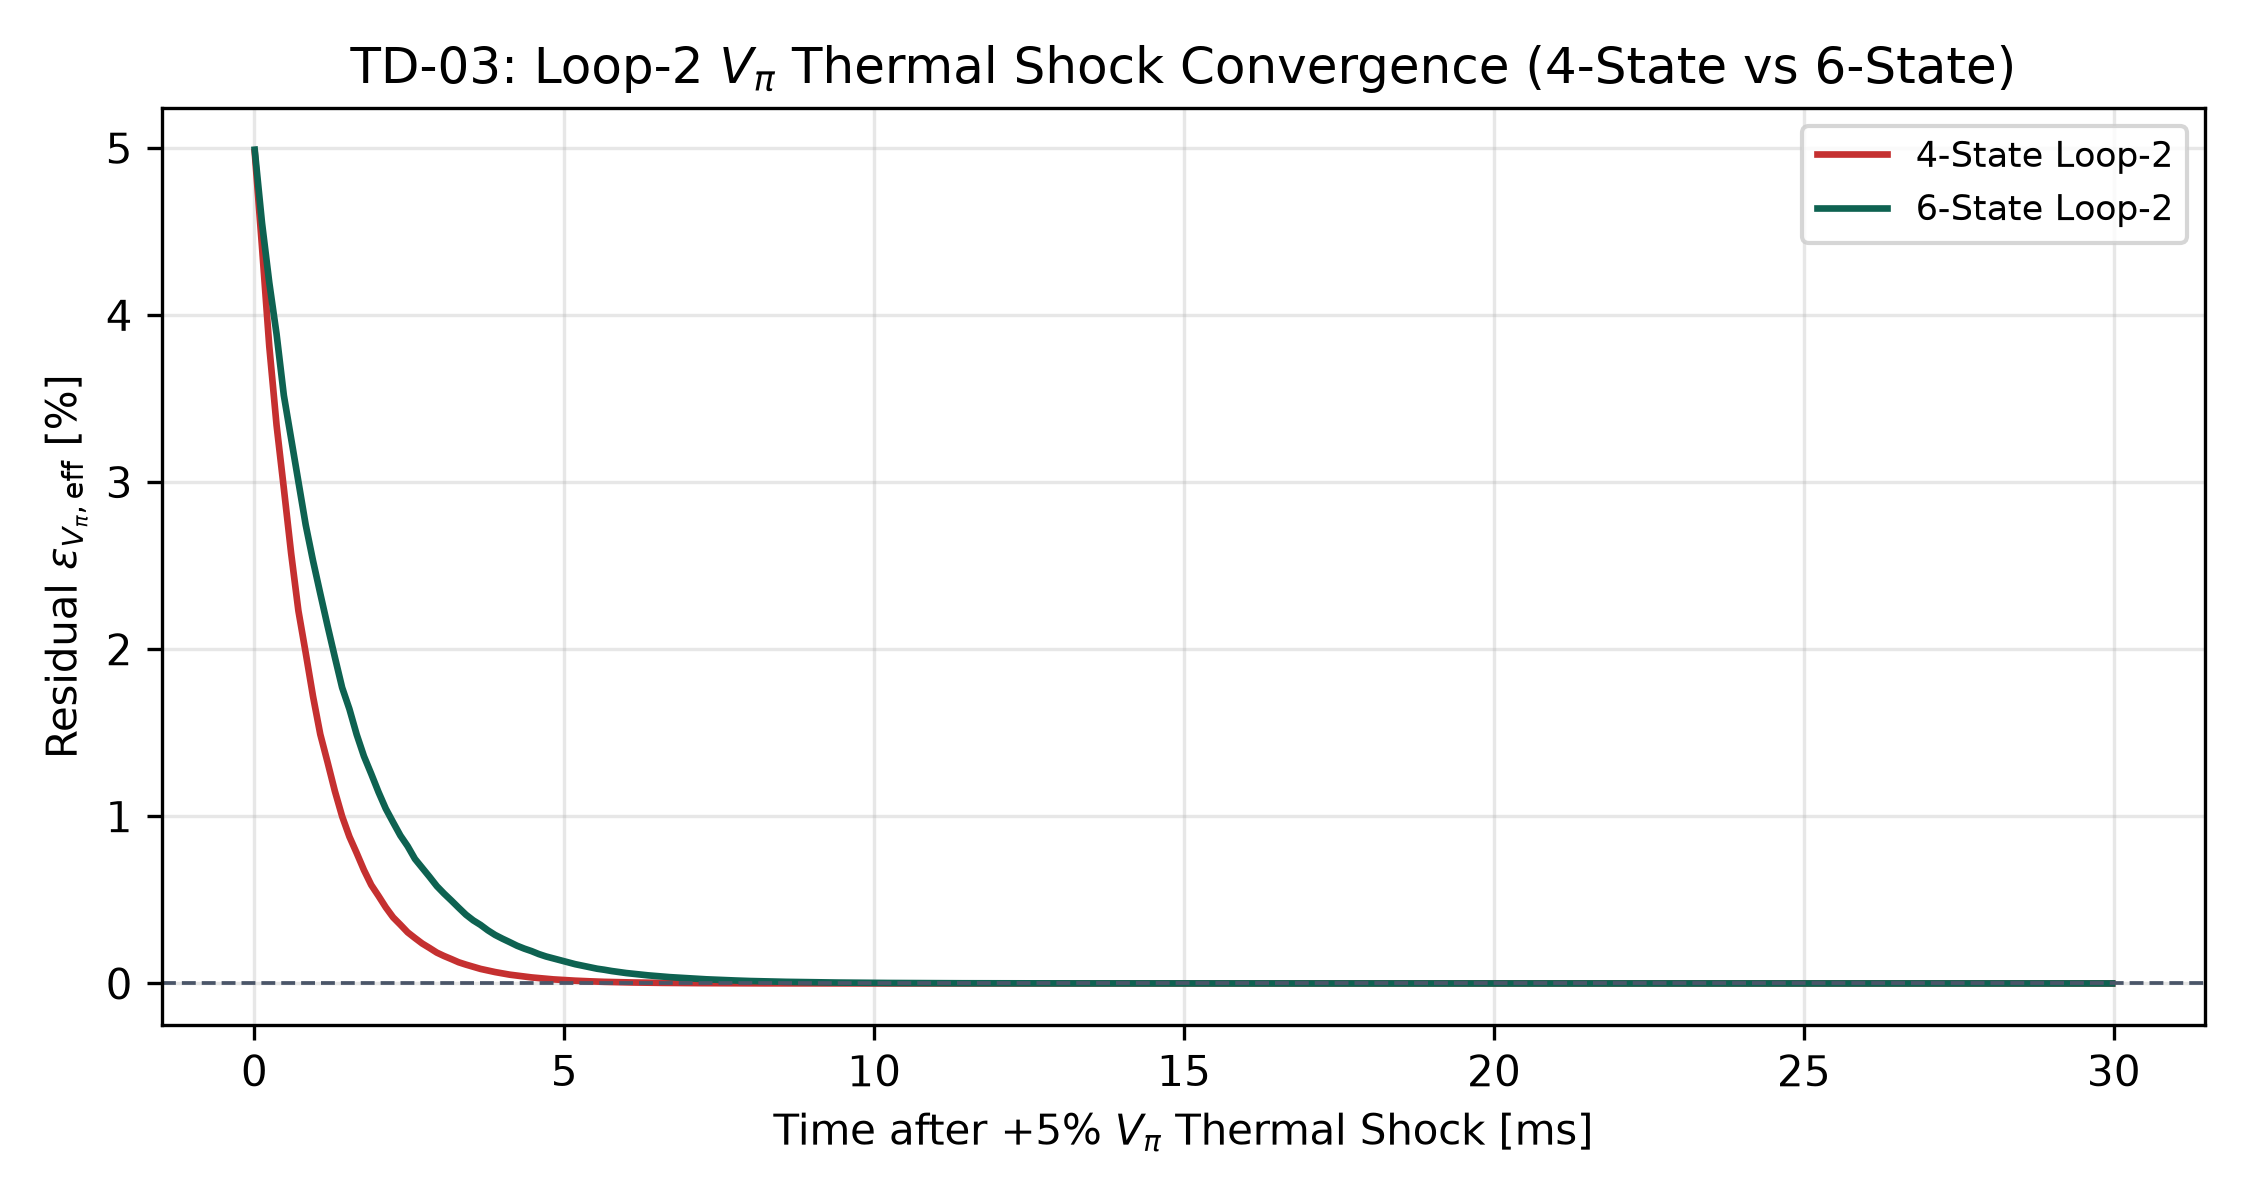 TD-03: Loop-2 Vπ Thermal Shock Convergence (4-State vs 6-State)
4-State Loop-2
6-State Loop-2
Residual εVπ, eff [%]
5
4
3
2
1
0
0 5 10 15 20 25 30
Time after +5% Vπ Thermal Shock [ms]